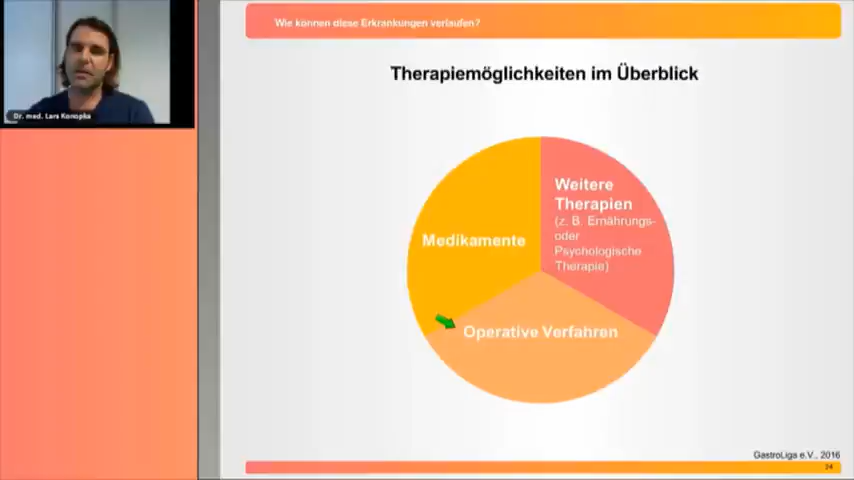 Wie können diese Erkrankungen verlaufen?
Dr. med. Lars Konopka
Therapiemöglichkeiten im Überblick
Weitere
Therapien
(z. B. Ernährungs-
oder
Psychologische
Therapie)
Medikamente
Operative Verfahren
GastroLiga e.V., 2016
24